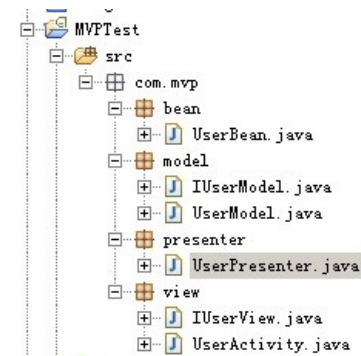 MVPTest
src
com.mvp
bean
UserBean.java
model
IUserModel.java
UserModel.java
presenter
UserPresenter.java
view
IUserView.java
UserActivity.java